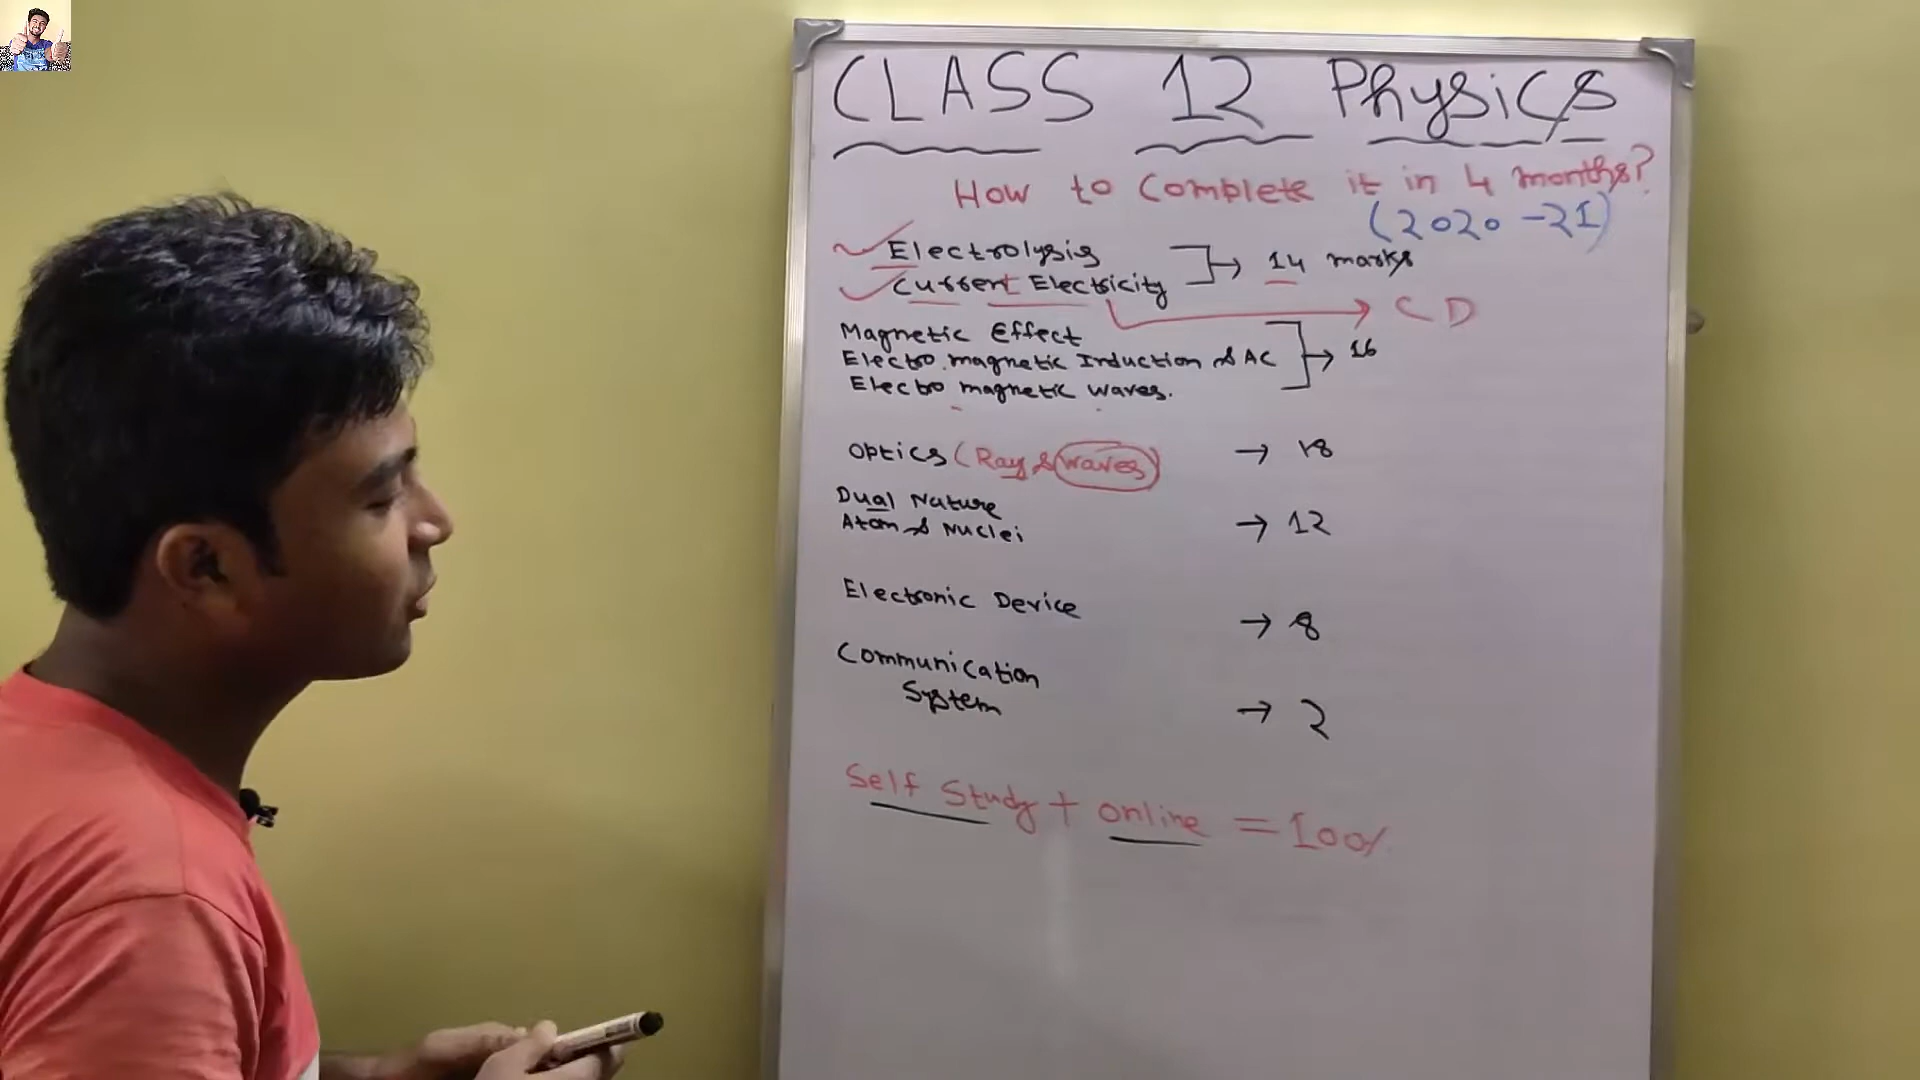 CLASS 12 Physics
How to Complete it in 4 months?
(2020-21)
Electrolysis
Current Electricity → 14 marks
→ CD
Magnetic Effect
Electro magnetic Induction & AC → 16
Electro magnetic waves.
Optics (Ray & waves) → 18
Dual Nature
Atom & Nuclei → 12
Electronic Device → 8
Communication
System → 2
Self Study + online = 100%